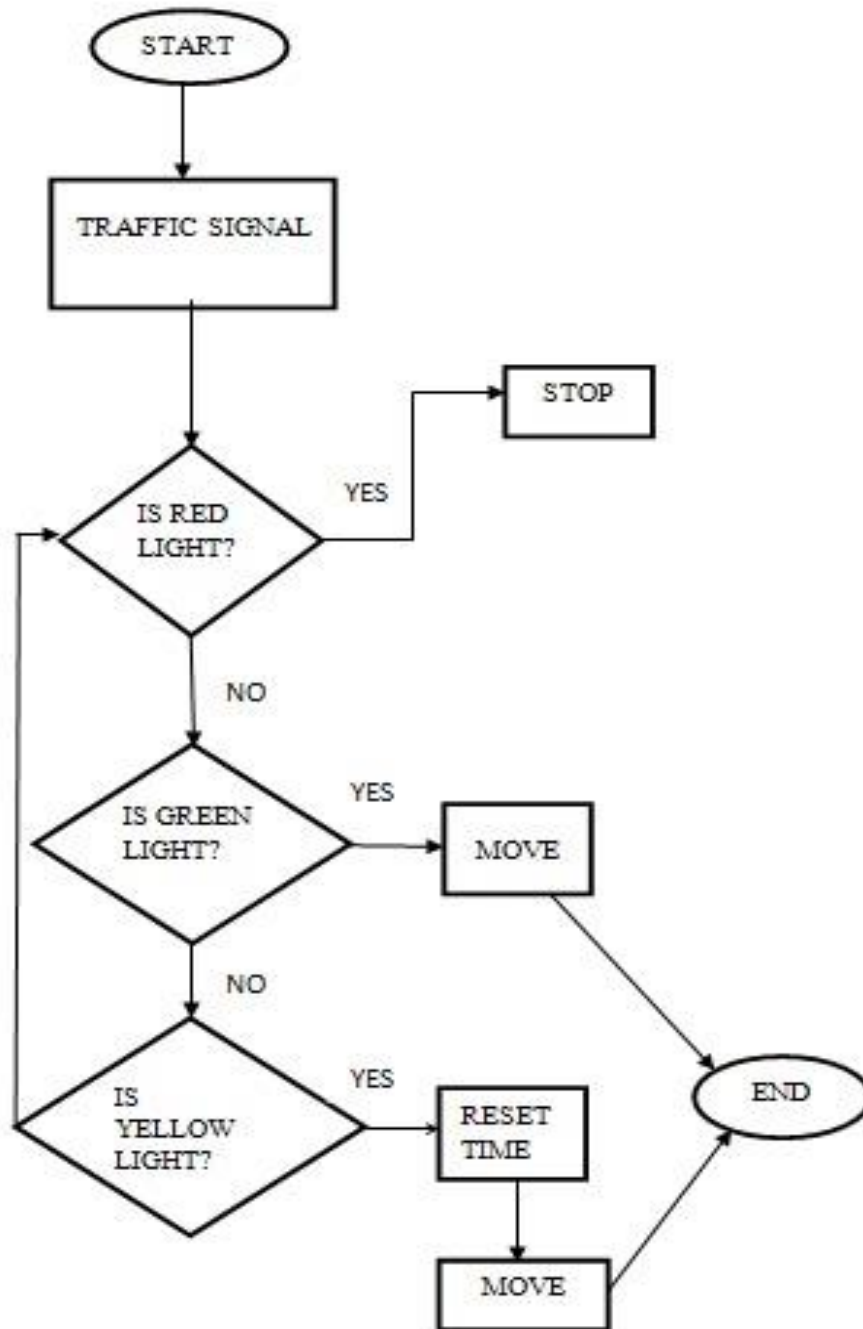 START
TRAFFIC SIGNAL
STOP
YES
IS RED
LIGHT?
NO
YES
IS GREEN
LIGHT?
MOVE
NO
YES
IS
YELLOW
LIGHT?
RESET
TIME
END
MOVE